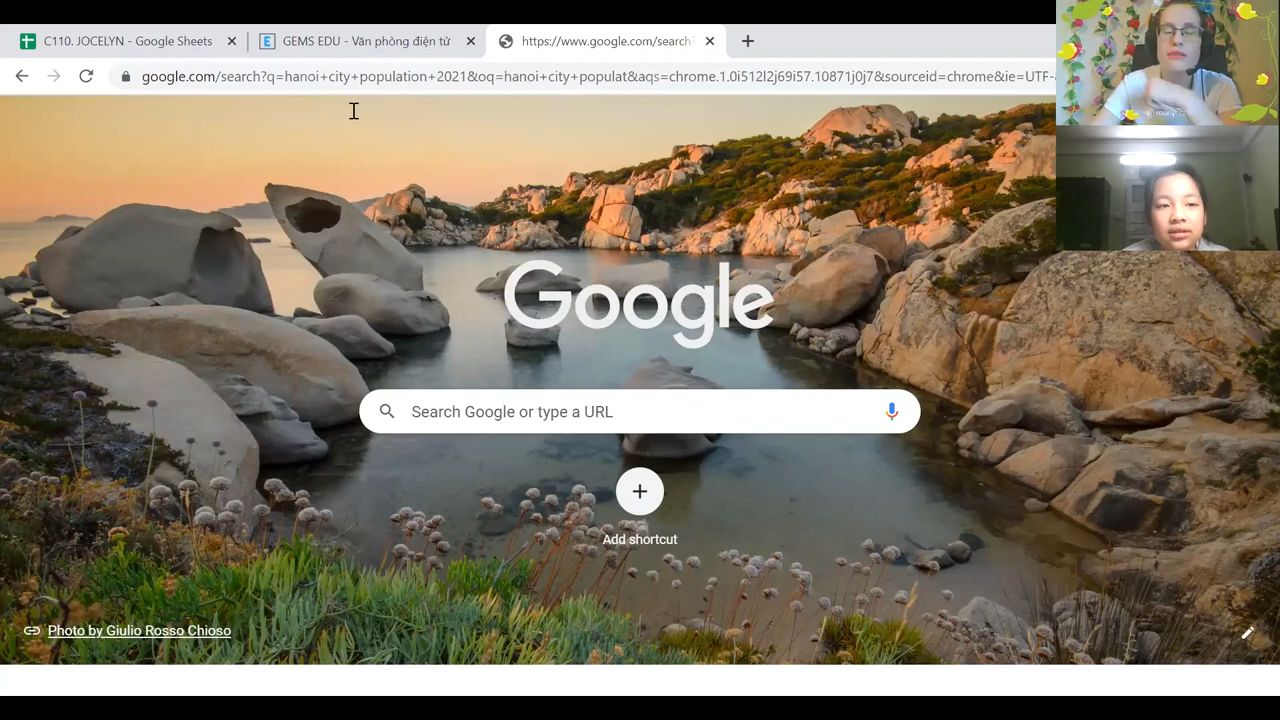 C110. JOCELYN - Google Sheets
GEMS EDU - Văn phòng điện tử
https://www.google.com/search?
google.com/search?q=hanoi+city+population+2021&oq=hanoi+city+populat&aqs=chrome.1.0i512l2j69i57.10871j0j7&sourceid=chrome&ie=UTF-
Google
Search Google or type a URL
Add shortcut
Photo by Giulio Rosso Chioso